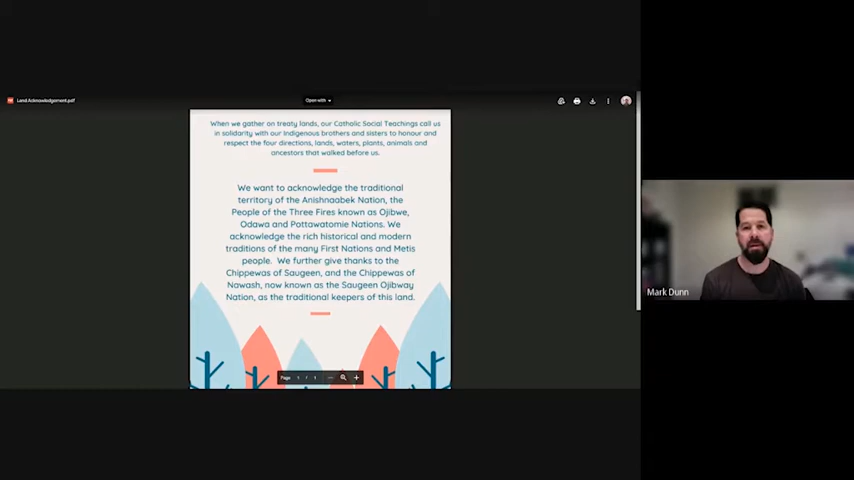 Land Acknowledgement.pdf
Open with
When we gather on treaty lands, our Catholic Social Teachings call us
in solidarity with our Indigenous brothers and sisters to honour and
respect the four directions, lands, waters, plants, animals and
ancestors that walked before us.
We want to acknowledge the traditional
territory of the Anishnaabek Nation, the
People of the Three Fires known as Ojibwe,
Odawa and Pottawatomie Nations. We
acknowledge the rich historical and modern
traditions of the many First Nations and Metis
people. We further give thanks to the
Chippewas of Saugeen, and the Chippewas of
Nawash, now known as the Saugeen Ojibway
Nation, as the traditional keepers of this land.
Page 1 / 1
Mark Dunn